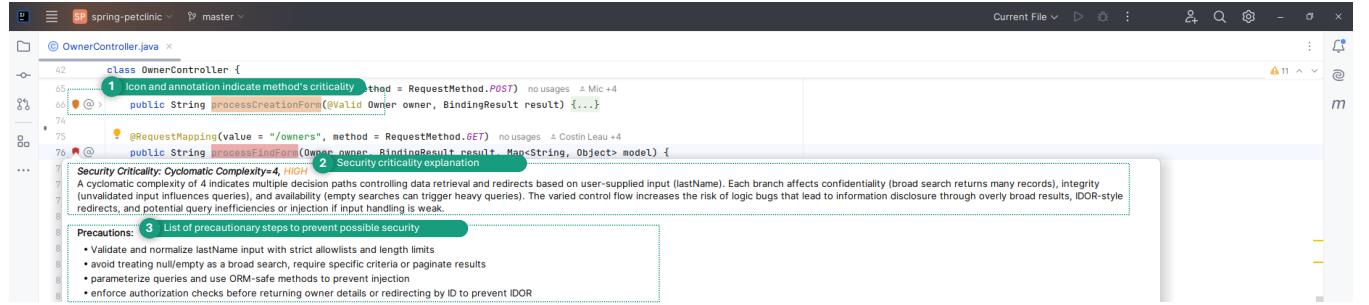 SP spring-petclinic master Current File
OwnerController.java
42 class OwnerController {
11
1 Icon and annotation indicate method's criticality
65 thod = RequestMethod.POST) no usages Mic +4
66 @ public String processCreationForm(@Valid Owner owner, BindingResult result) {...}
74
75 @RequestMapping(value = "/owners", method = RequestMethod.GET) no usages Costin Leau +4
76 @ public String processFindForm(Owner owner, BindingResult result, Map<String, Object> model) {
2 Security criticality explanation
Security Criticality: Cyclomatic Complexity=4, HIGH
A cyclomatic complexity of 4 indicates multiple decision paths controlling data retrieval and redirects based on user-supplied input (lastName). Each branch affects confidentiality (broad search returns many records), integrity
(unvalidated input influences queries), and availability (empty searches can trigger heavy queries). The varied control flow increases the risk of logic bugs that lead to information disclosure through overly broad results, IDOR-style
redirects, and potential query inefficiencies or injection if input handling is weak.
3 List of precautionary steps to prevent possible security
Precautions:
• Validate and normalize lastName input with strict allowlists and length limits
• avoid treating null/empty as a broad search, require specific criteria or paginate results
• parameterize queries and use ORM-safe methods to prevent injection
• enforce authorization checks before returning owner details or redirecting by ID to prevent IDOR
m